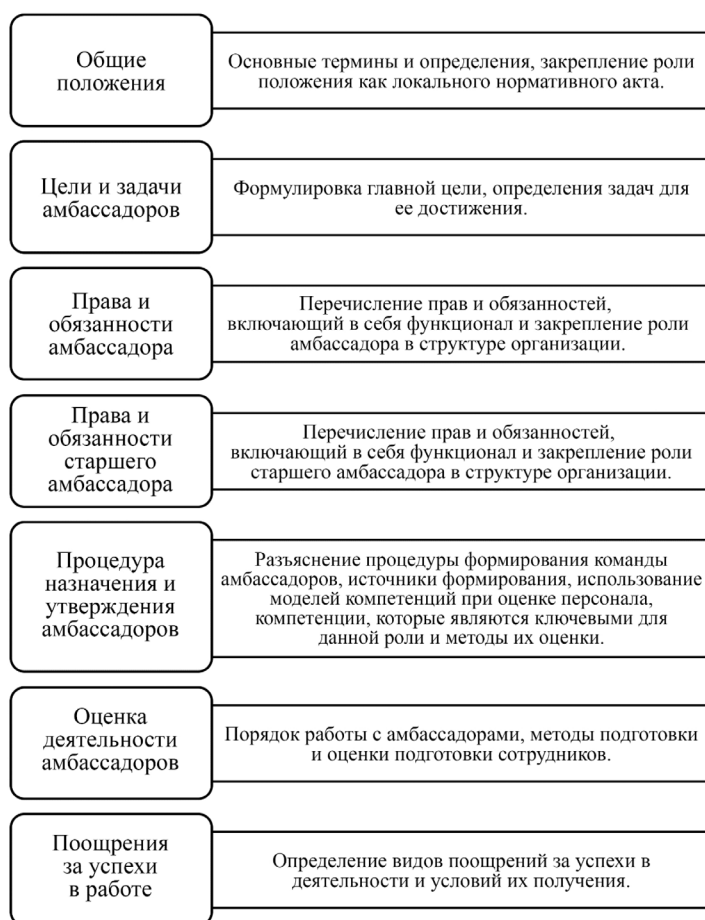 Общие
положения
Основные термины и определения, закрепление роли
положения как локального нормативного акта.
Цели и задачи
амбассадоров
Формулировка главной цели, определения задач для
ее достижения.
Права и
обязанности
амбассадора
Перечисление прав и обязанностей,
включающий в себя функционал и закрепление роли
амбассадора в структуре организации.
Права и
обязанности
старшего
амбассадора
Перечисление прав и обязанностей,
включающий в себя функционал и закрепление роли
старшего амбассадора в структуре организации.
Процедура
назначения и
утверждения
амбассадоров
Разъяснение процедуры формирования команды
амбассадоров, источники формирования, использование
моделей компетенций при оценке персонала,
компетенции, которые являются ключевыми для
данной роли и методы их оценки.
Оценка
деятельности
амбассадоров
Порядок работы с амбассадорами, методы подготовки
и оценки подготовки сотрудников.
Поощрения
за успехи
в работе
Определение видов поощрений за успехи в
деятельности и условий их получения.